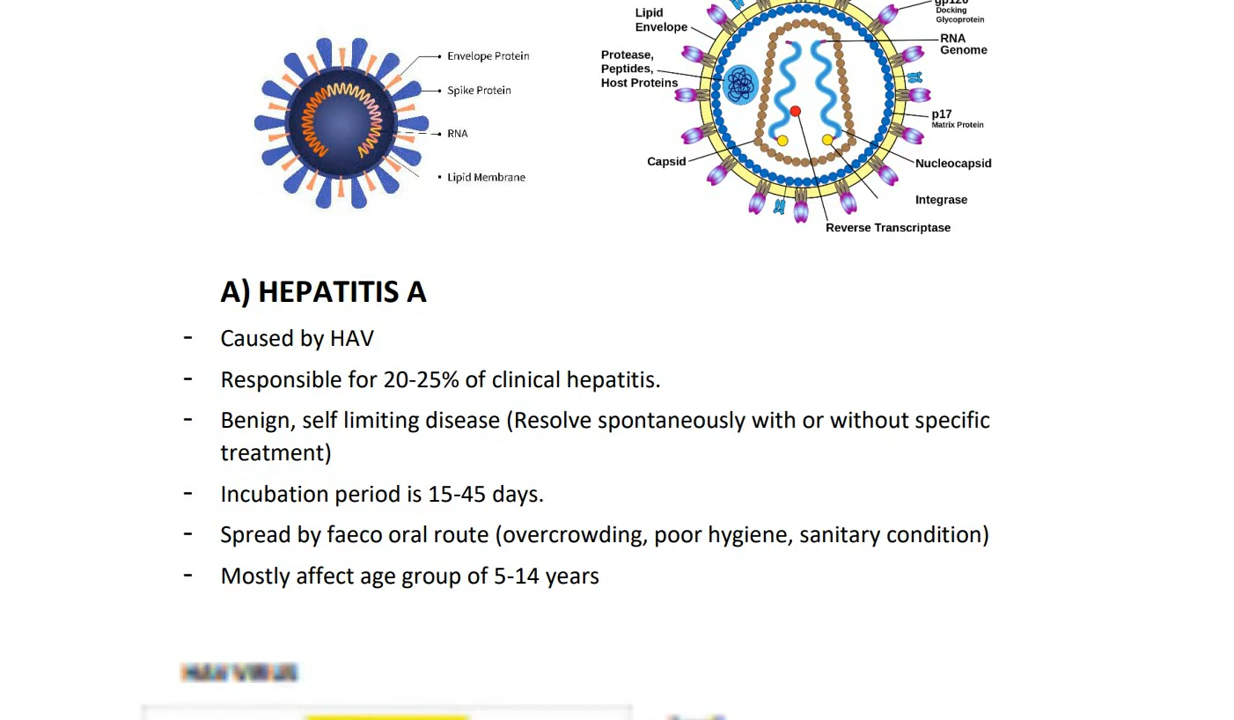 Envelope Protein
Spike Protein
RNA
Lipid Membrane
Lipid
Envelope
Protease,
Peptides,
Host Proteins
Capsid
gp120
Docking
Glycoprotein
RNA
Genome
p17
Matrix Protein
Nucleocapsid
Integrase
Reverse Transcriptase
A) HEPATITIS A
- Caused by HAV
- Responsible for 20-25% of clinical hepatitis.
- Benign, self limiting disease (Resolve spontaneously with or without specific
treatment)
- Incubation period is 15-45 days.
- Spread by faeco oral route (overcrowding, poor hygiene, sanitary condition)
- Mostly affect age group of 5-14 years
HAV VIRUS